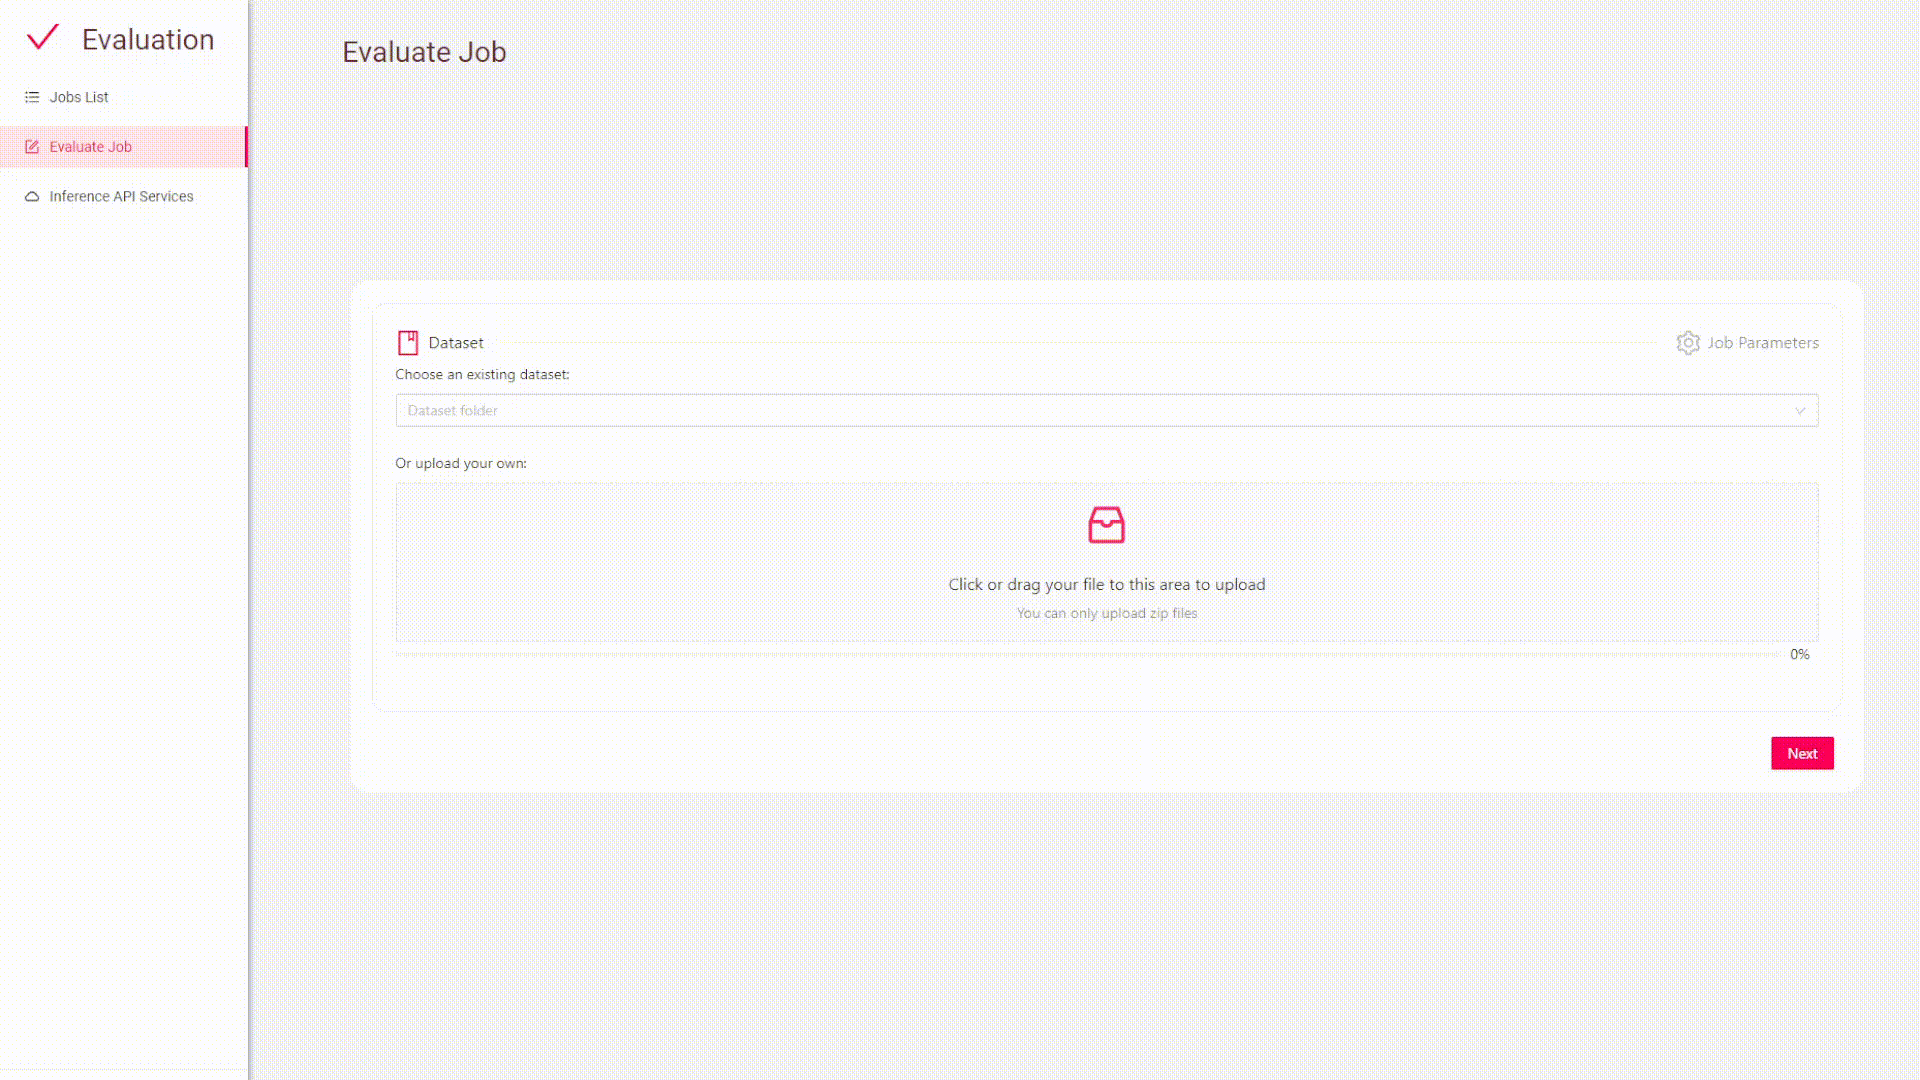 Evaluation
Jobs List
Evaluate Job
Inference API Services
Evaluate Job
Dataset
Job Parameters
Choose an existing dataset:
Dataset folder
Or upload your own:
Click or drag your file to this area to upload
You can only upload zip files
0%
Next